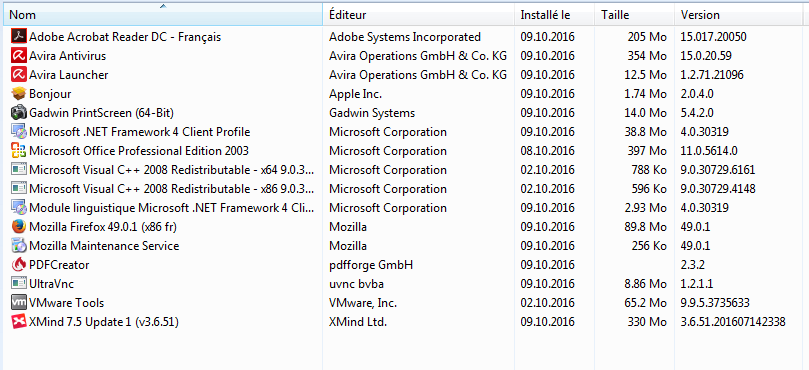 Nom Éditeur Installé le Taille Version
Adobe Acrobat Reader DC - Français Adobe Systems Incorporated 09.10.2016 205 Mo 15.017.20050
Avira Antivirus Avira Operations GmbH & Co. KG 09.10.2016 354 Mo 15.0.20.59
Avira Launcher Avira Operations GmbH & Co. KG 09.10.2016 12.5 Mo 1.2.71.21096
Bonjour Apple Inc. 09.10.2016 1.74 Mo 2.0.4.0
Gadwin PrintScreen (64-Bit) Gadwin Systems 09.10.2016 14.0 Mo 5.4.2.0
Microsoft .NET Framework 4 Client Profile Microsoft Corporation 09.10.2016 38.8 Mo 4.0.30319
Microsoft Office Professional Edition 2003 Microsoft Corporation 08.10.2016 397 Mo 11.0.5614.0
Microsoft Visual C++ 2008 Redistributable - x64 9.0.3... Microsoft Corporation 02.10.2016 788 Ko 9.0.30729.6161
Microsoft Visual C++ 2008 Redistributable - x86 9.0.3... Microsoft Corporation 02.10.2016 596 Ko 9.0.30729.4148
Module linguistique Microsoft .NET Framework 4 Cli... Microsoft Corporation 09.10.2016 2.93 Mo 4.0.30319
Mozilla Firefox 49.0.1 (x86 fr) Mozilla 09.10.2016 89.8 Mo 49.0.1
Mozilla Maintenance Service Mozilla 09.10.2016 256 Ko 49.0.1
PDFCreator pdfforge GmbH 09.10.2016 2.3.2
UltraVnc uvnc bvba 09.10.2016 8.86 Mo 1.2.1.1
VMware Tools VMware, Inc. 02.10.2016 65.2 Mo 9.9.5.3735633
XMind 7.5 Update 1 (v3.6.51) XMind Ltd. 09.10.2016 330 Mo 3.6.51.201607142338